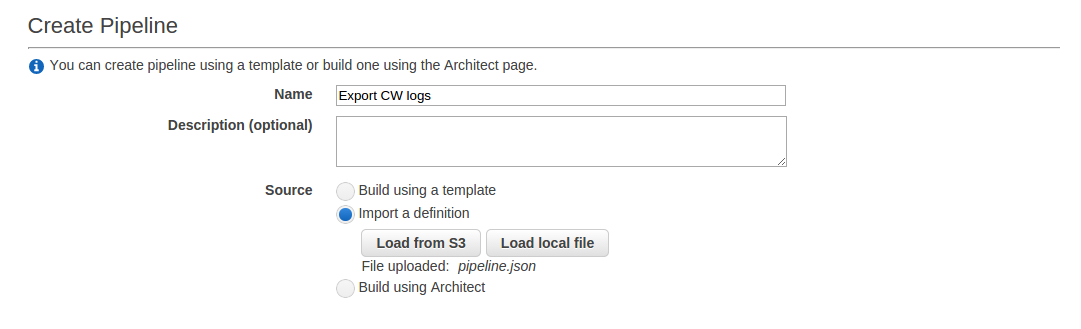 Create Pipeline
You can create pipeline using a template or build one using the Architect page.
Name Export CW logs
Description (optional)
Source Build using a template
Import a definition
Load from S3 Load local file
File uploaded: pipeline.json
Build using Architect